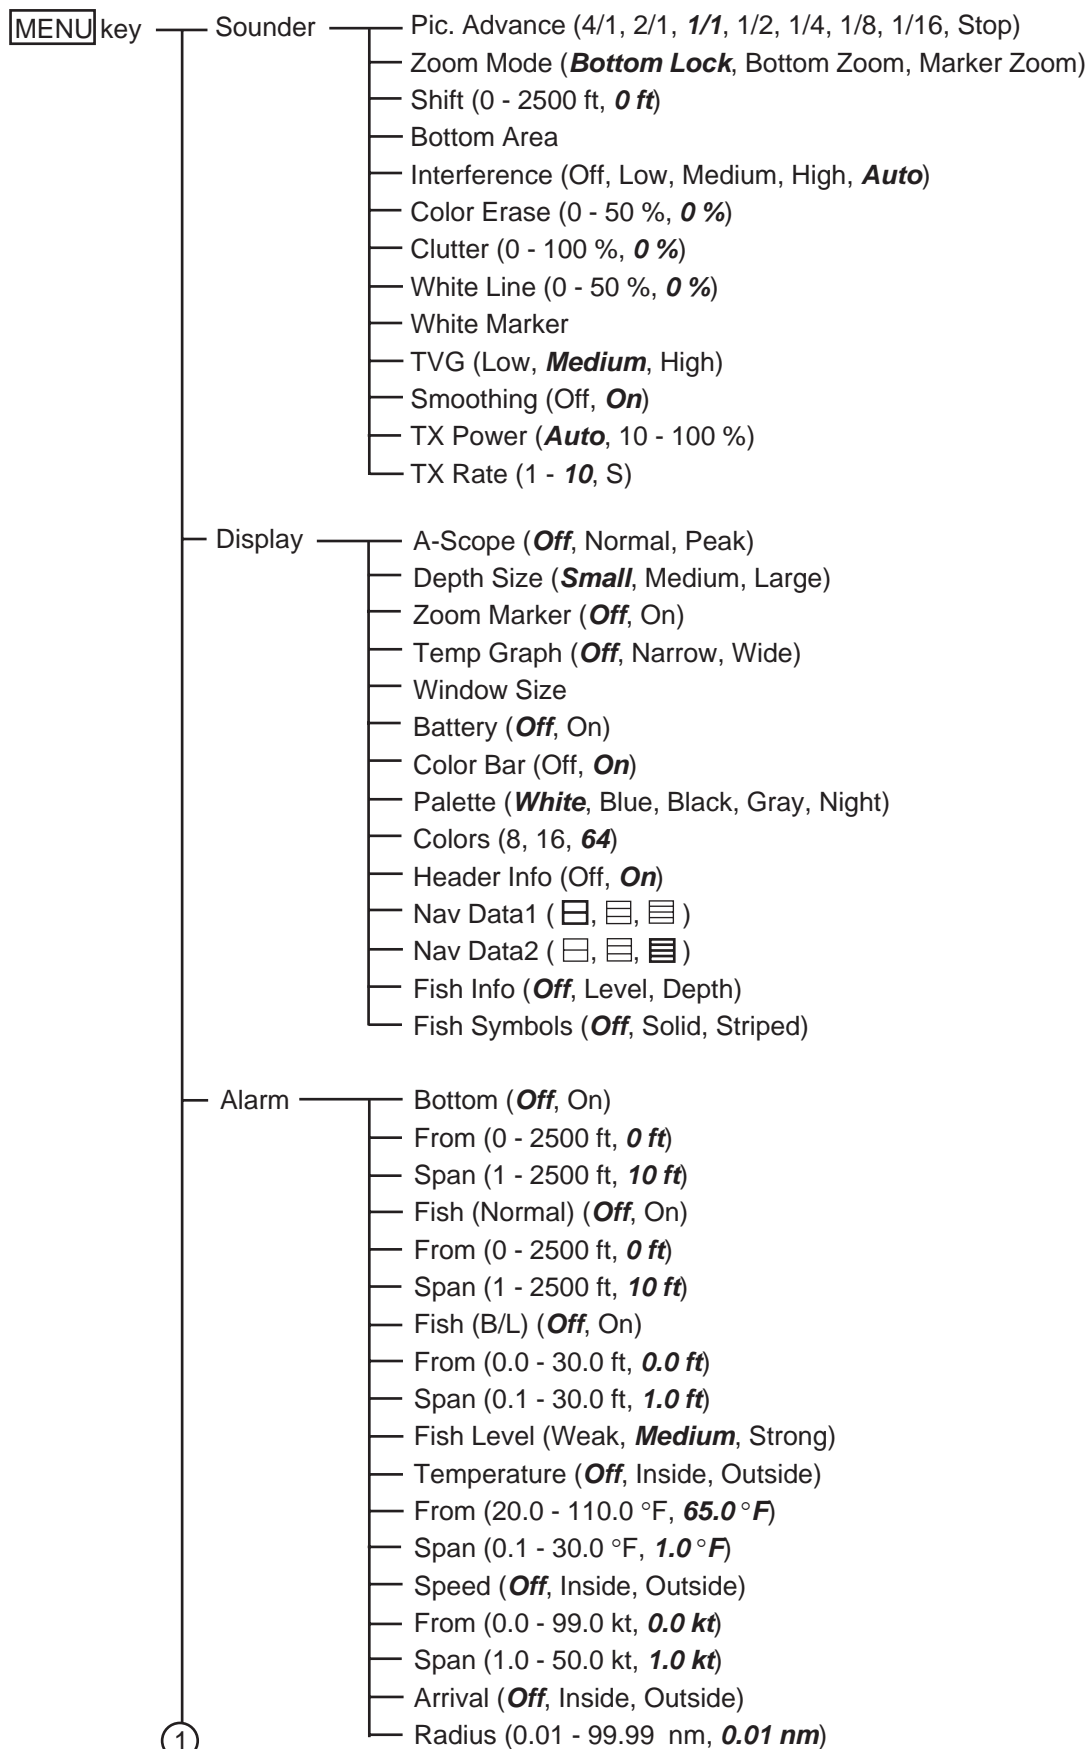 MENU key Sounder Pic. Advance (4/1, 2/1, 1/1, 1/2, 1/4, 1/8, 1/16, Stop)
Zoom Mode (Bottom Lock, Bottom Zoom, Marker Zoom)
Shift (0 - 2500 ft, 0 ft)
Bottom Area
Interference (Off, Low, Medium, High, Auto)
Color Erase (0 - 50 %, 0 %)
Clutter (0 - 100 %, 0 %)
White Line (0 - 50 %, 0 %)
White Marker
TVG (Low, Medium, High)
Smoothing (Off, On)
TX Power (Auto, 10 - 100 %)
TX Rate (1 - 10, S)
Display A-Scope (Off, Normal, Peak)
Depth Size (Small, Medium, Large)
Zoom Marker (Off, On)
Temp Graph (Off, Narrow, Wide)
Window Size
Battery (Off, On)
Color Bar (Off, On)
Palette (White, Blue, Black, Gray, Night)
Colors (8, 16, 64)
Header Info (Off, On)
Nav Data1 ( , , )
Nav Data2 ( , , )
Fish Info (Off, Level, Depth)
Fish Symbols (Off, Solid, Striped)
Alarm Bottom (Off, On)
From (0 - 2500 ft, 0 ft)
Span (1 - 2500 ft, 10 ft)
Fish (Normal) (Off, On)
From (0 - 2500 ft, 0 ft)
Span (1 - 2500 ft, 10 ft)
Fish (B/L) (Off, On)
From (0.0 - 30.0 ft, 0.0 ft)
Span (0.1 - 30.0 ft, 1.0 ft)
Fish Level (Weak, Medium, Strong)
Temperature (Off, Inside, Outside)
From (20.0 - 110.0 °F, 65.0 °F)
Span (0.1 - 30.0 °F, 1.0 °F)
Speed (Off, Inside, Outside)
From (0.0 - 99.0 kt, 0.0 kt)
Span (1.0 - 50.0 kt, 1.0 kt)
Arrival (Off, Inside, Outside)
1 Radius (0.01 - 99.99 nm, 0.01 nm)